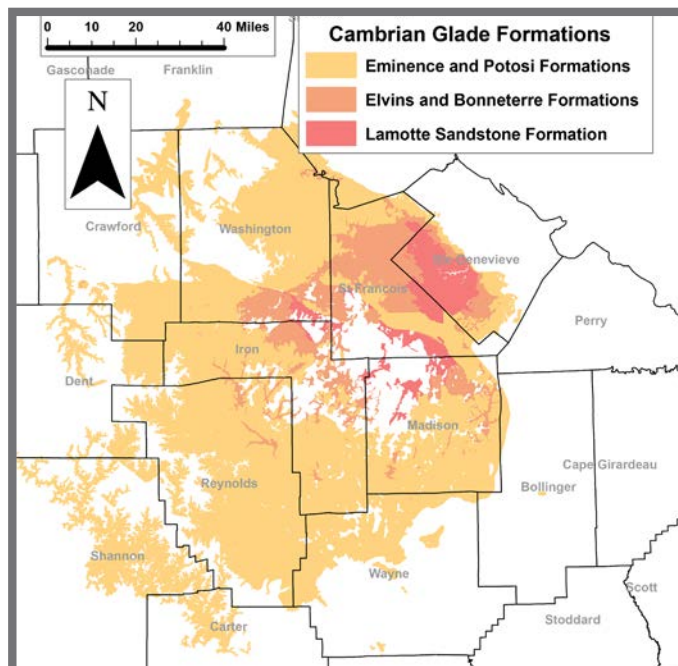 0 10 20 40 Miles
Cambrian Glade Formations
Eminence and Potosi Formations
Elvins and Bonneterre Formations
Lamotte Sandstone Formation
Gasconade
Franklin
N
Crawford
Washington
Ste Genevieve
St Francois
Perry
Iron
Dent
Madison
Cape Girardeau
Reynolds
Bollinger
Shannon
Wayne
Scott
Stoddard
Carter